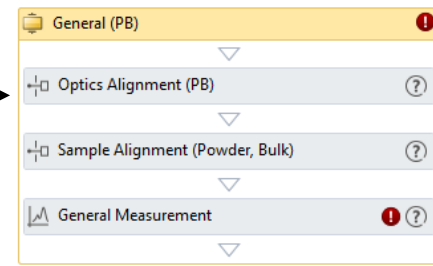 General (PB)
Optics Alignment (PB)
Sample Alignment (Powder, Bulk)
General Measurement